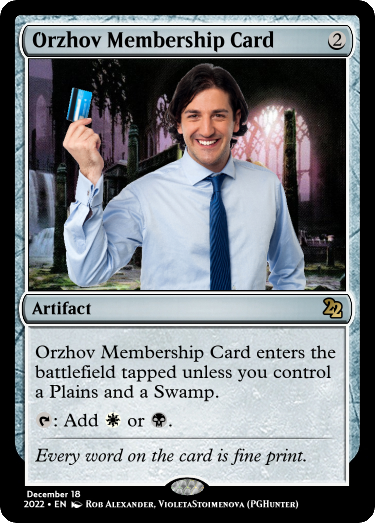 Orzhov Membership Card 2
Artifact 22
Orzhov Membership Card enters the
battlefield tapped unless you control
a Plains and a Swamp.
: Add or .
Every word on the card is fine print.
December 18
2022 • EN Rob Alexander, VioletaStoimenova (PGHunter)